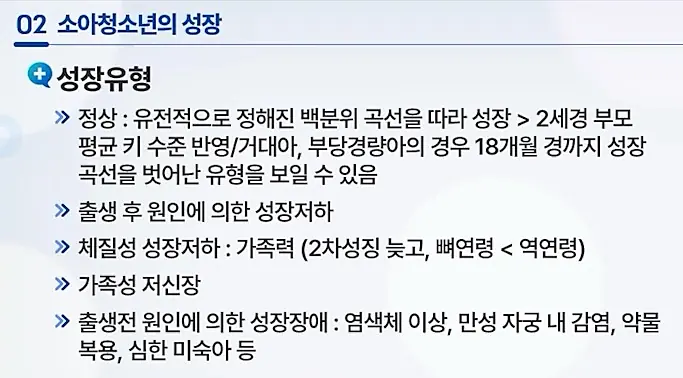 02 소아청소년의 성장
성장유형
» 정상 : 유전적으로 정해진 백분위 곡선을 따라 성장 > 2세경 부모
평균 키 수준 반영/거대아, 부당경량아의 경우 18개월 경까지 성장
곡선을 벗어난 유형을 보일 수 있음
» 출생 후 원인에 의한 성장저하
» 체질성 성장저하 : 가족력 (2차성징 늦고, 뼈연령 < 역연령)
» 가족성 저신장
» 출생전 원인에 의한 성장장애 : 염색체 이상, 만성 자궁 내 감염, 약물
복용, 심한 미숙아 등